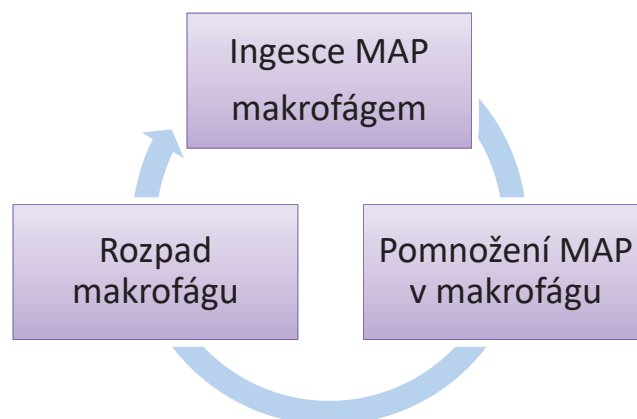 Ingesce MAP
makrofágem
Rozpad
makrofágu
Pomnožení MAP
v makrofágu